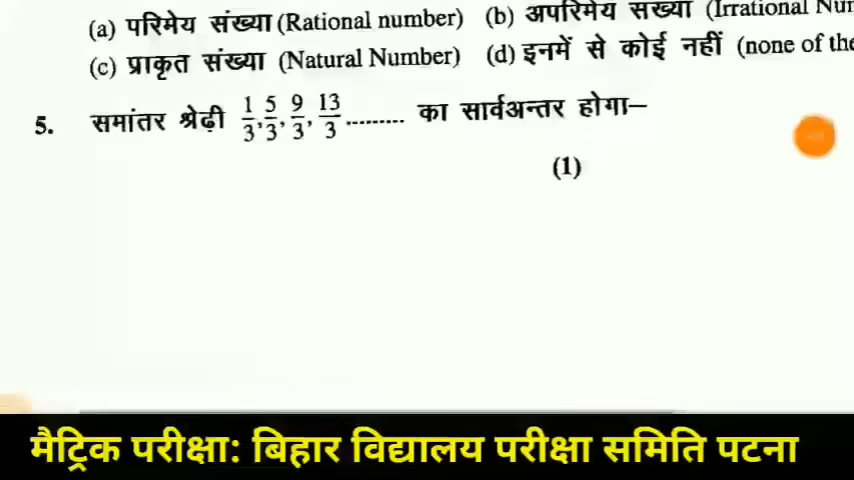 (a) परिमेय संख्या (Rational number) (b) अपरिमेय संख्या (Irrational
(c) प्राकृत संख्या (Natural Number) (d) इनमें से कोई नहीं (none of the
5. समांतर श्रेढ़ी 1/3, 5/3, 9/3, 13/3 ......... का सार्वअन्तर होगा–
(1)
मैट्रिक परीक्षा: बिहार विद्यालय परीक्षा समिति पटना